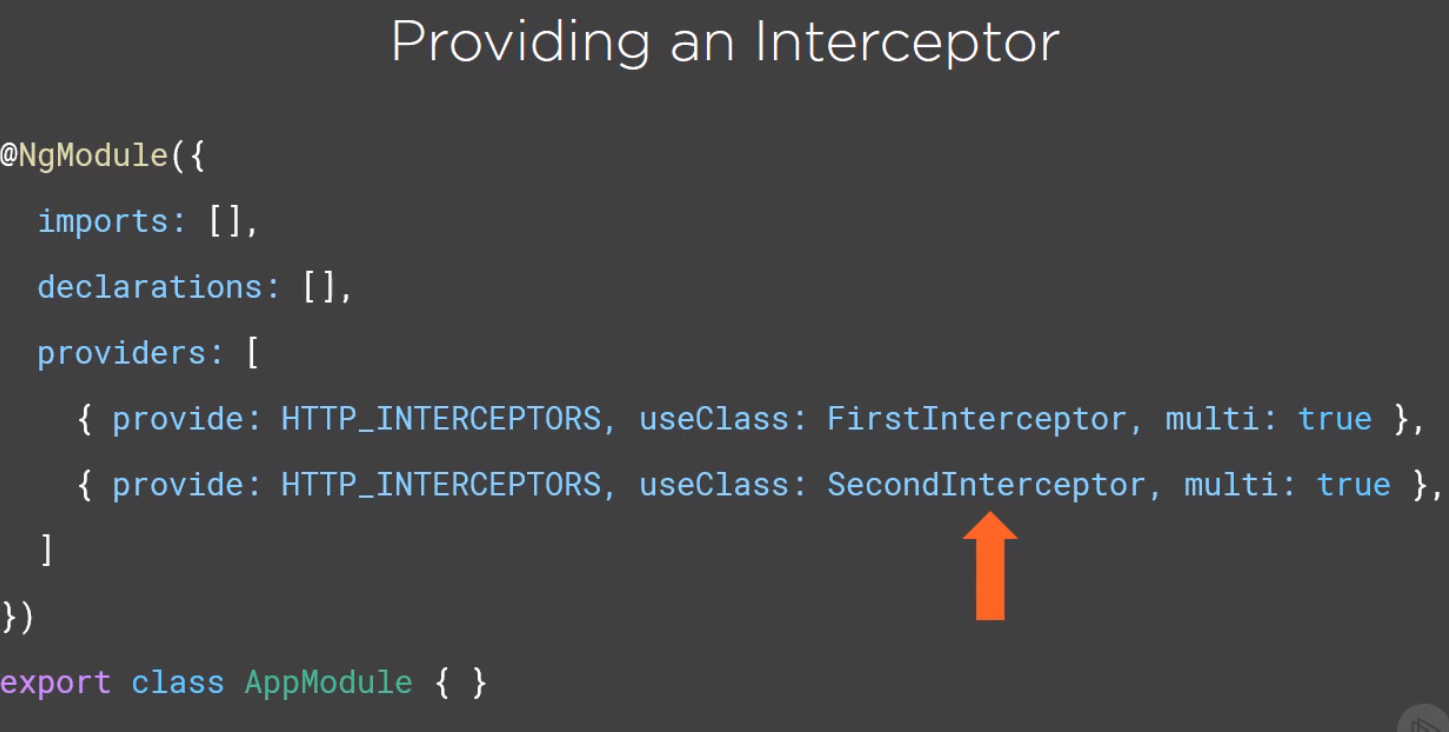 Providing an Interceptor
@NgModule({
imports: [],
declarations: [],
providers: [
{ provide: HTTP_INTERCEPTORS, useClass: FirstInterceptor, multi: true },
{ provide: HTTP_INTERCEPTORS, useClass: SecondInterceptor, multi: true },
]
})
export class AppModule { }